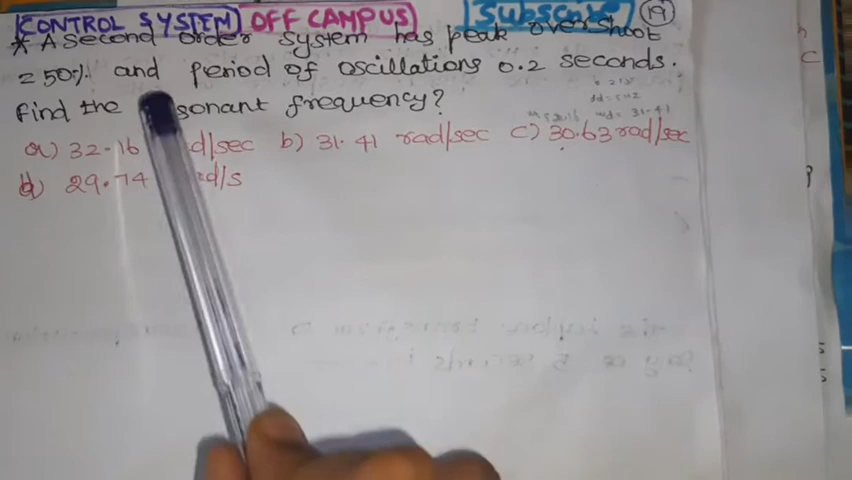 CONTROL SYSTEM OFF CAMPUS Subscribe 19
* A second order system has peak overshoot
= 50% and period of oscillations 0.2 seconds.
Find the sonant frequency?
a) 32.16 d/sec b) 31.41 rad/sec c) 30.63 rad/sec
d) 29.74 d/s